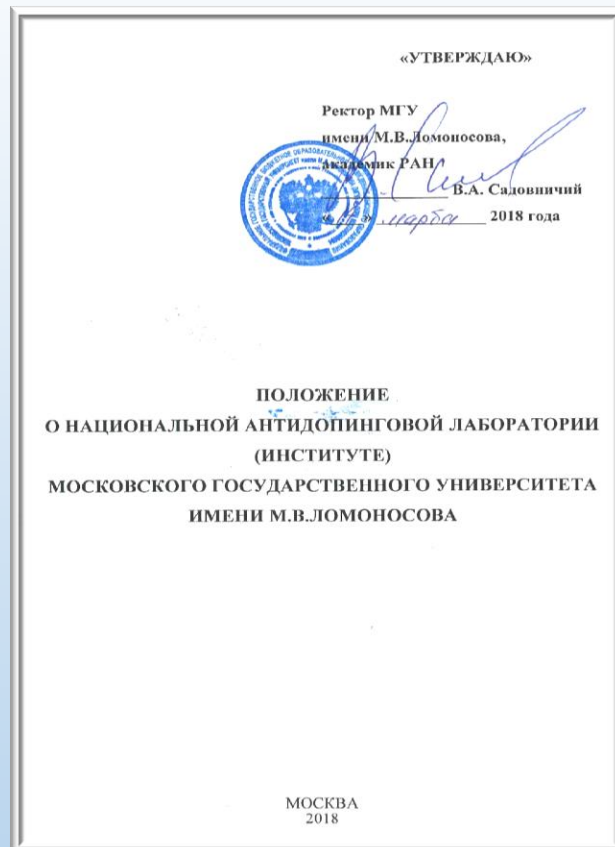 «УТВЕРЖДАЮ»
Ректор МГУ
имени М.В.Ломоносова,
академик РАН
В.А. Садовничий
« » марта 2018 года
ПОЛОЖЕНИЕ
О НАЦИОНАЛЬНОЙ АНТИДОПИНГОВОЙ ЛАБОРАТОРИИ
(ИНСТИТУТЕ)
МОСКОВСКОГО ГОСУДАРСТВЕННОГО УНИВЕРСИТЕТА
ИМЕНИ М.В.ЛОМОНОСОВА
МОСКВА
2018